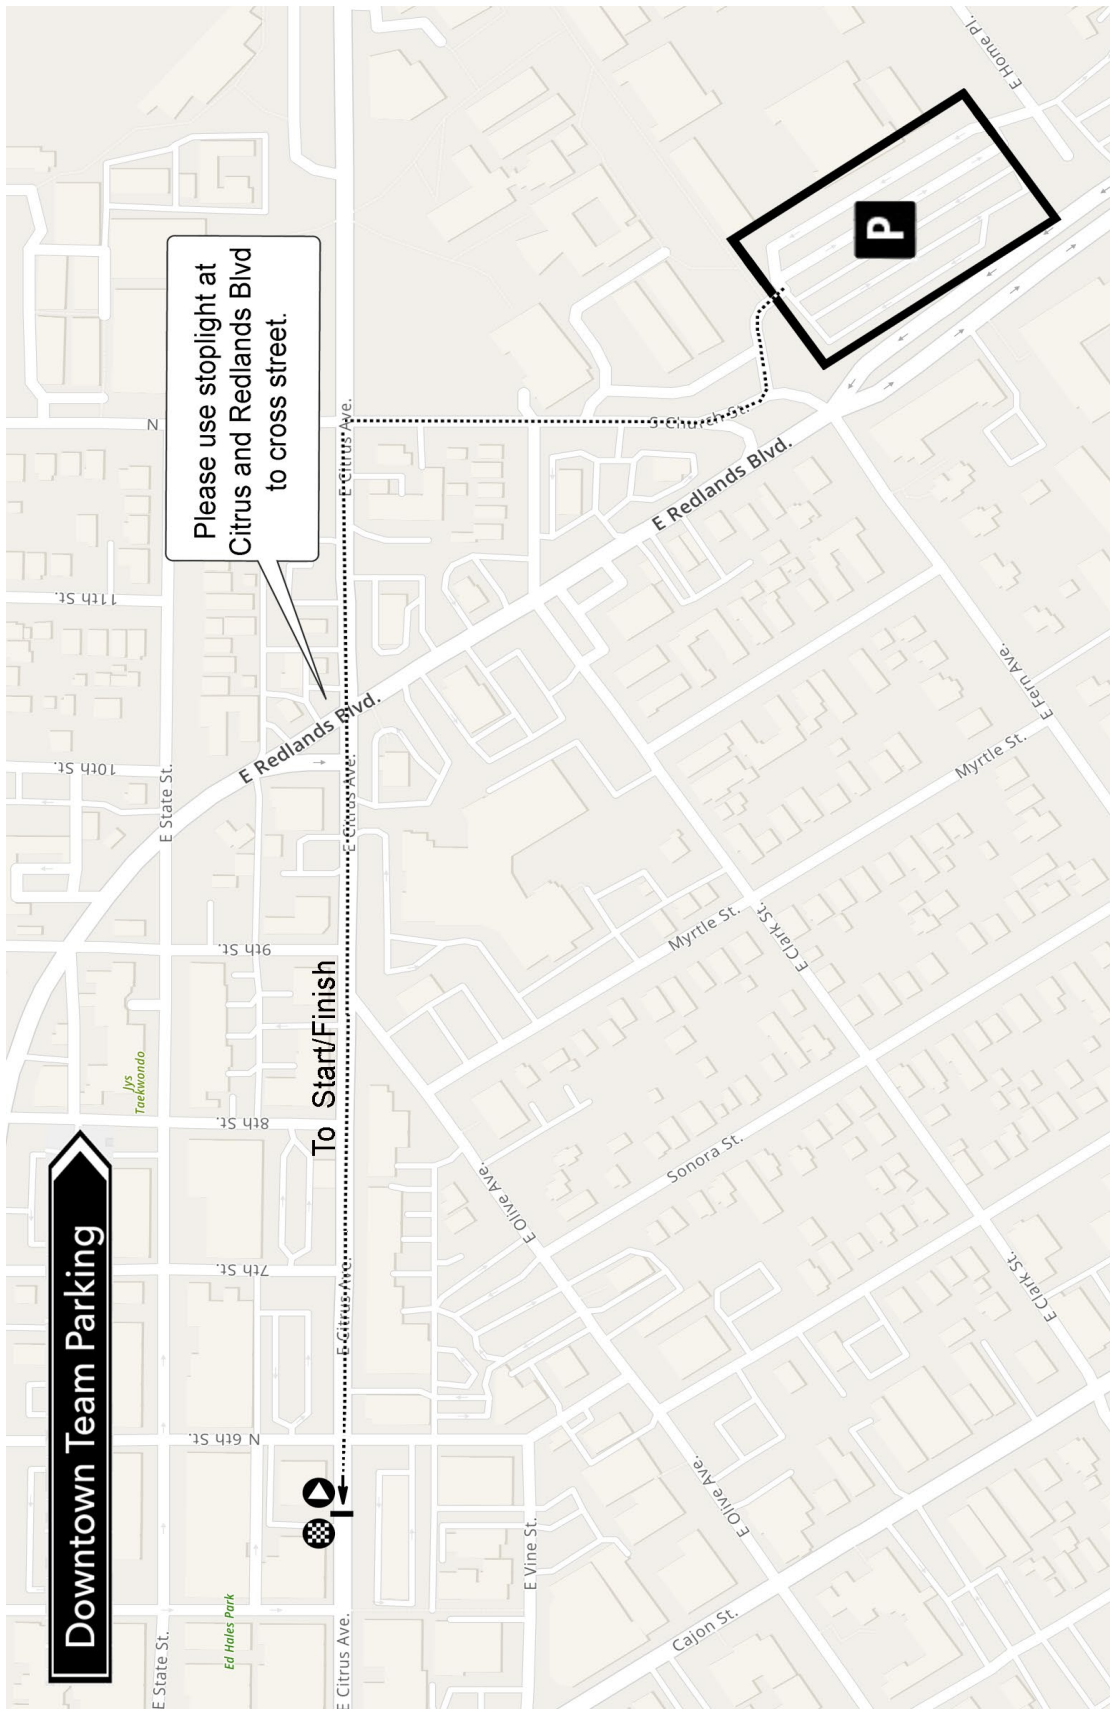 Downtown Team Parking
Please use stoplight at
Citrus and Redlands Blvd
to cross street.
To Start/Finish
P
E State St.
E State St.
Ed Hales Park
Jys
Taekwondo
N 6th St.
7th St.
8th St.
9th St.
10th St.
11th St.
N
E Citrus Ave.
E Citrus Ave.
E Citrus Ave.
E Citrus Ave.
E Redlands Blvd.
E Redlands Blvd.
S Church St.
E Home Pl.
E Vine St.
E Olive Ave.
E Olive Ave.
Cajon St.
Sonora St.
Myrtle St.
Myrtle St.
E Clark St.
E Clark St.
E Fern Ave.